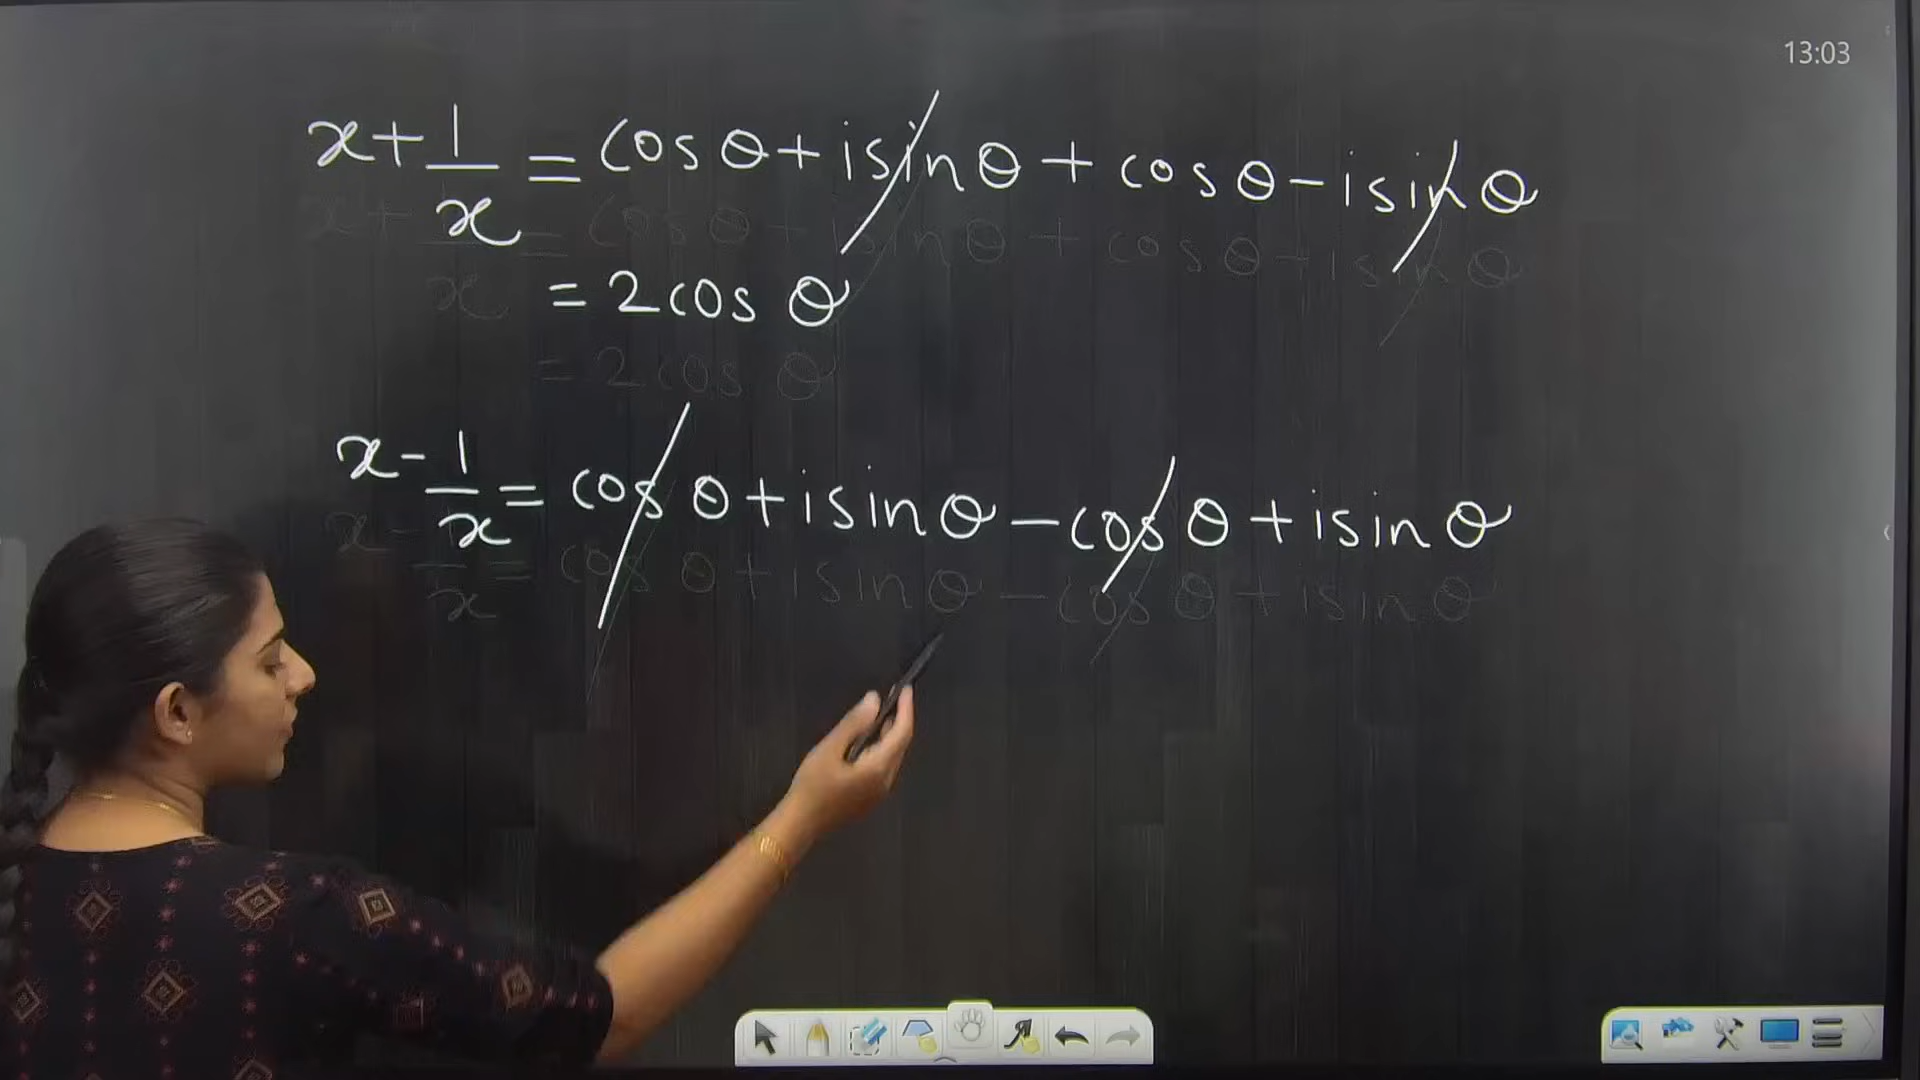 13:03
x + 1/x = cos θ + i sin θ + cos θ - i sin θ
= 2 cos θ
x - 1/x = cos θ + i sin θ - cos θ + i sin θ